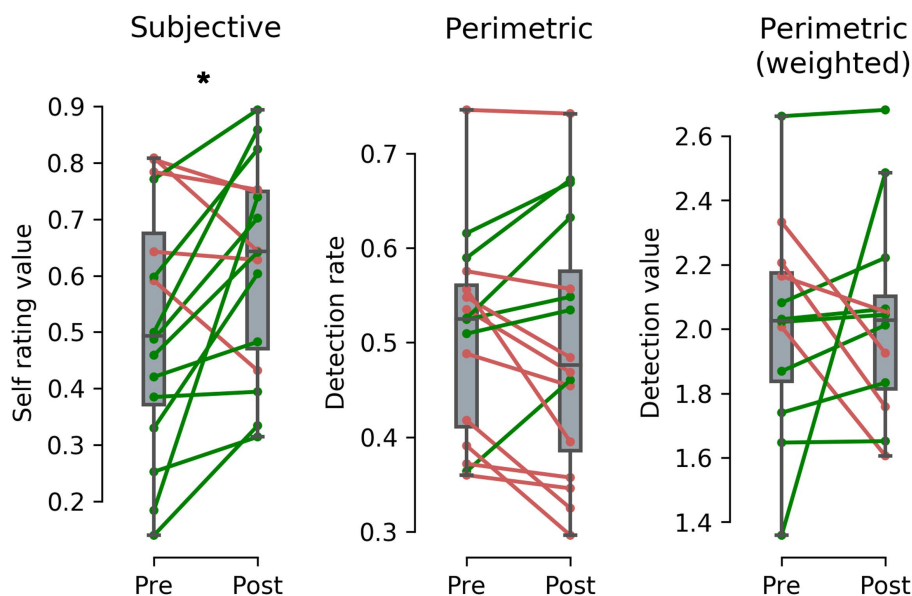 Subjective
*
Self rating value
0.9
0.8
0.7
0.6
0.5
0.4
0.3
0.2
Pre Post
Perimetric
Detection rate
0.7
0.6
0.5
0.4
0.3
Pre Post
Perimetric
(weighted)
Detection value
2.6
2.4
2.2
2.0
1.8
1.6
1.4
Pre Post